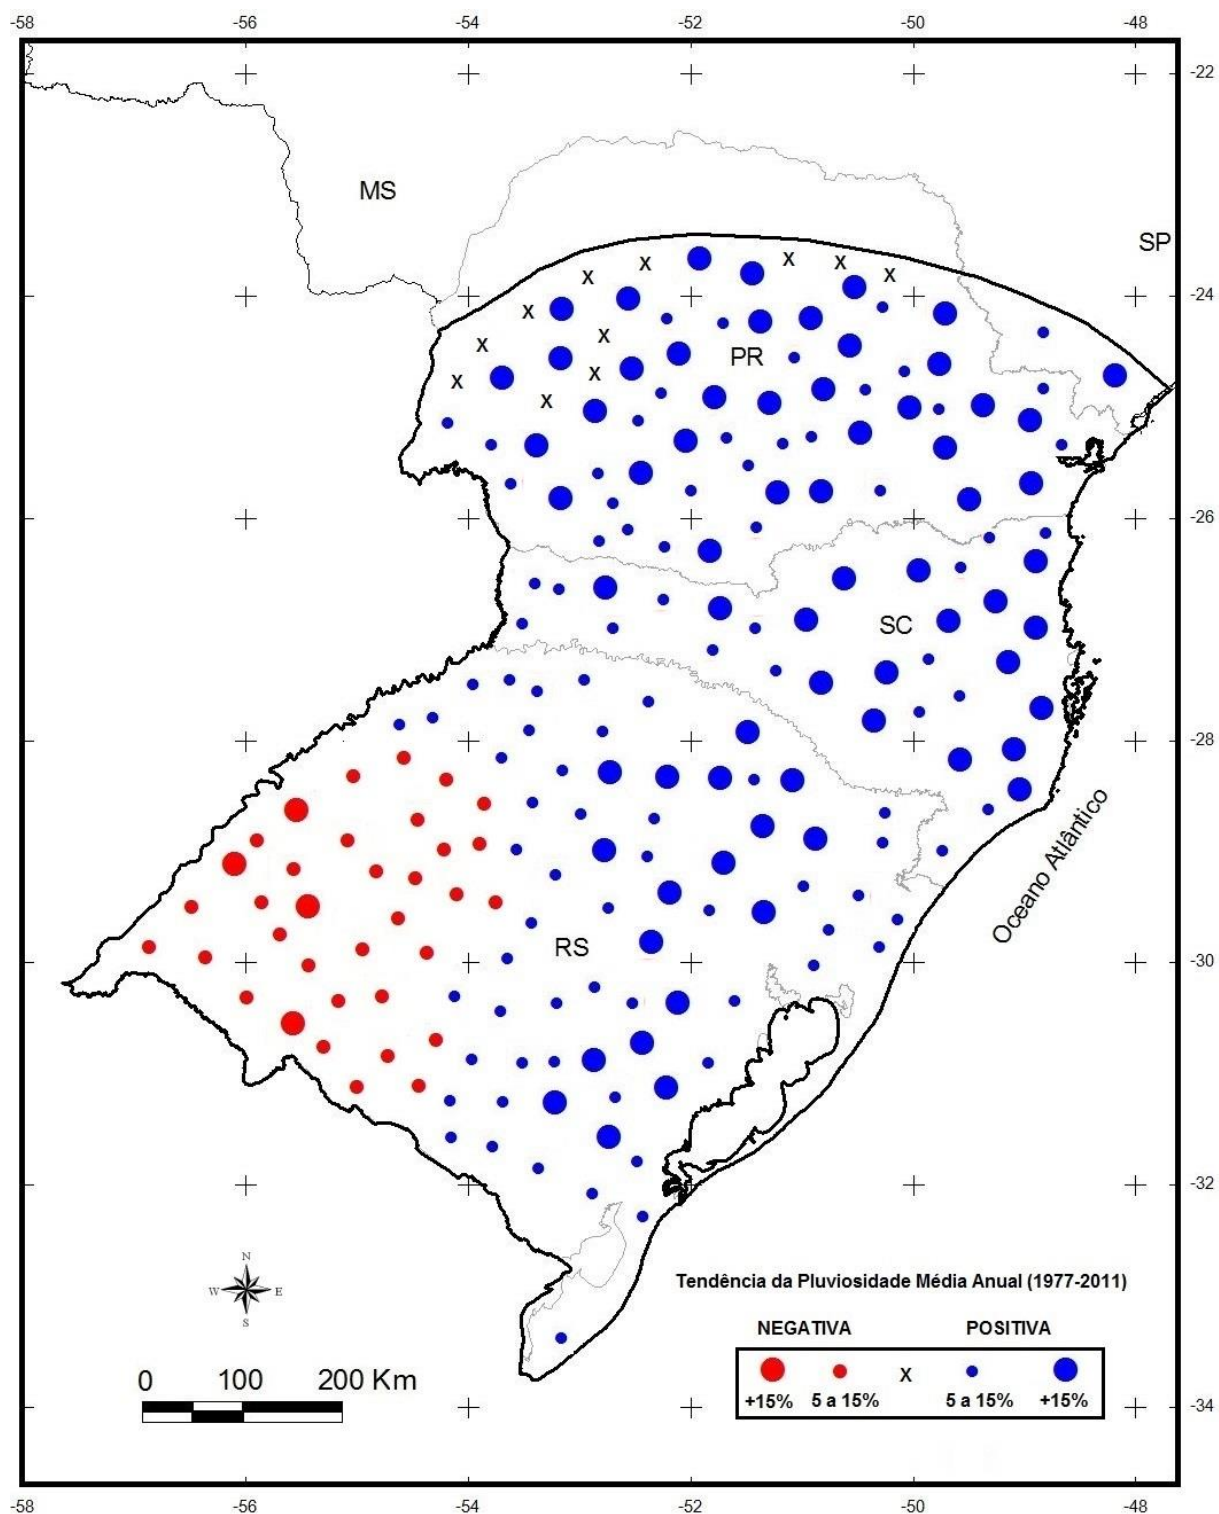 -58 -56 -54 -52 -50 -48
-22
MS
SP
x x x x x
-24
x x x
PR
x x
x
-26
SC
-28
Oceano Atlântico
RS
-30
-32
N
W E
S
Tendência da Pluviosidade Média Anual (1977-2011)
NEGATIVA POSITIVA
x
+15% 5 a 15% 5 a 15% +15%
0 100 200 Km
-34
-58 -56 -54 -52 -50 -48